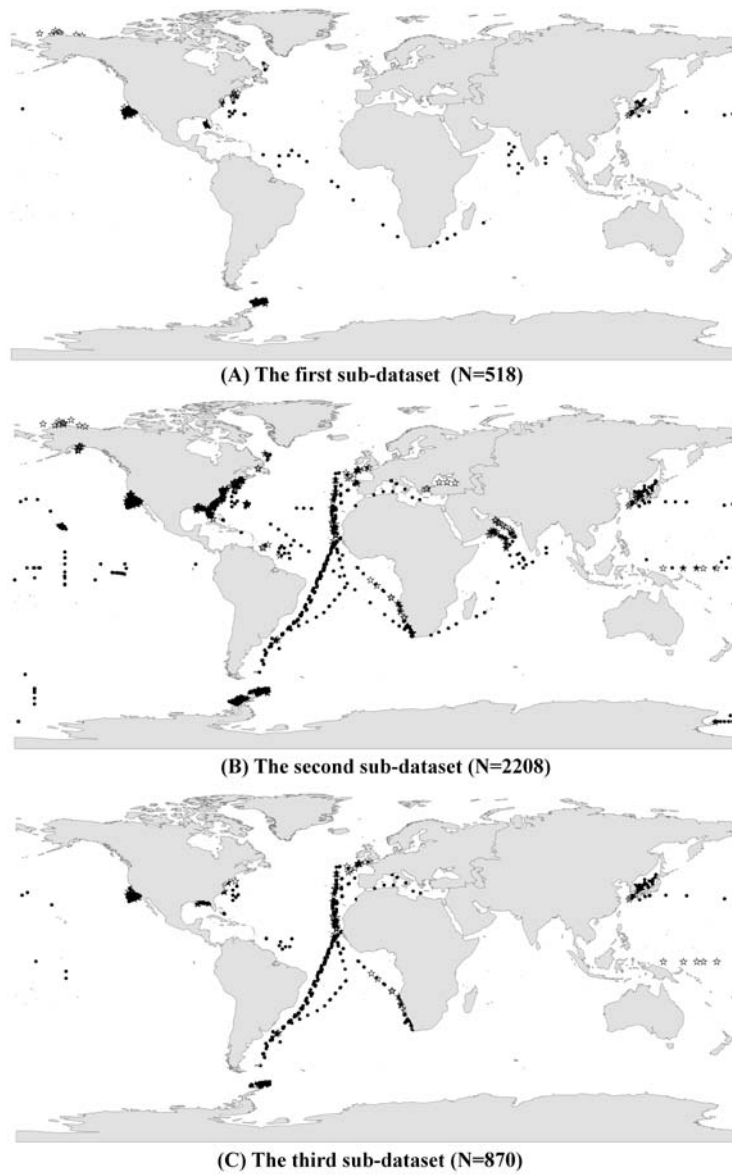 (A) The first sub-dataset (N=518)
(B) The second sub-dataset (N=2208)
(C) The third sub-dataset (N=870)